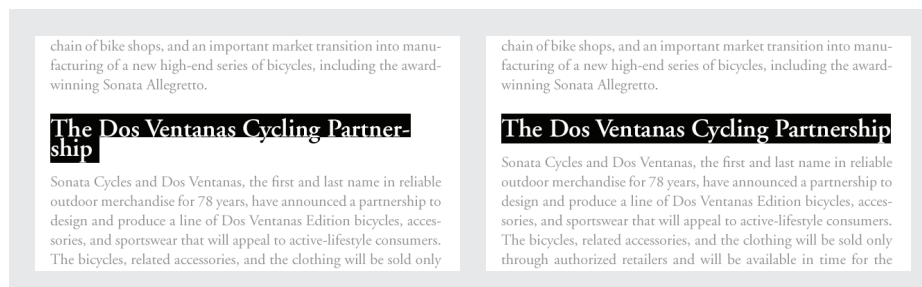 chain of bike shops, and an important market transition into manu-
facturing of a new high-end series of bicycles, including the award-
winning Sonata Allegretto.
The Dos Ventanas Cycling Partner-
ship
Sonata Cycles and Dos Ventanas, the first and last name in reliable
outdoor merchandise for 78 years, have announced a partnership to
design and produce a line of Dos Ventanas Edition bicycles, acces-
sories, and sportswear that will appeal to active-lifestyle consumers.
The bicycles, related accessories, and the clothing will be sold only
chain of bike shops, and an important market transition into manu-
facturing of a new high-end series of bicycles, including the award-
winning Sonata Allegretto.
The Dos Ventanas Cycling Partnership
Sonata Cycles and Dos Ventanas, the first and last name in reliable
outdoor merchandise for 78 years, have announced a partnership to
design and produce a line of Dos Ventanas Edition bicycles, acces-
sories, and sportswear that will appeal to active-lifestyle consumers.
The bicycles, related accessories, and the clothing will be sold only
through authorized retailers and will be available in time for the